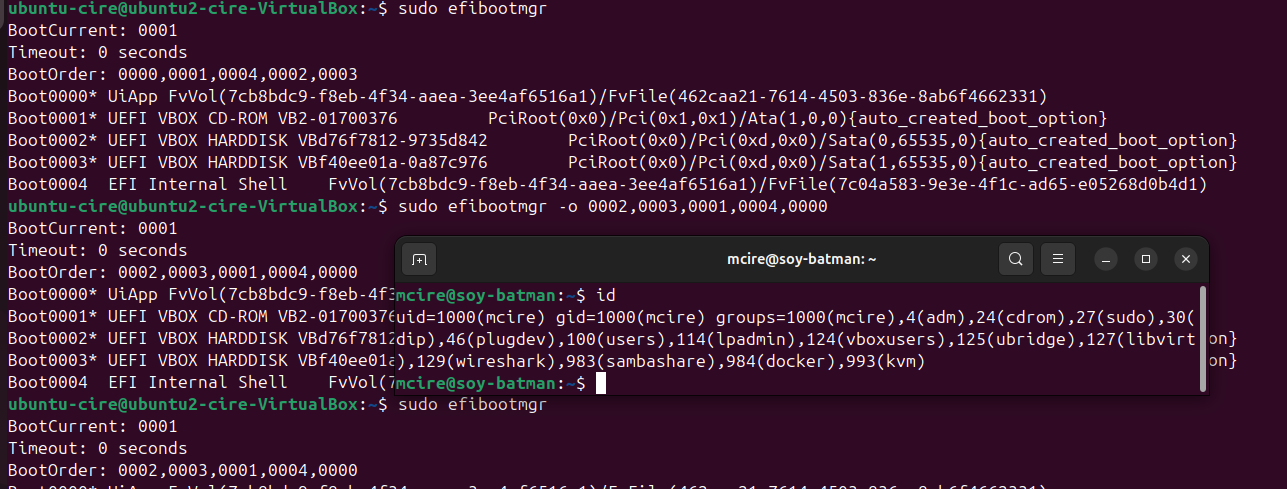 ubuntu-cire@ubuntu2-cire-VirtualBox:~$ sudo efibootmgr
BootCurrent: 0001
Timeout: 0 seconds
BootOrder: 0000,0001,0004,0002,0003
Boot0000* UiApp FvVol(7cb8bdc9-f8eb-4f34-aaea-3ee4af6516a1)/FvFile(462caa21-7614-4503-836e-8ab6f4662331)
Boot0001* UEFI VBOX CD-ROM VB2-01700376 PciRoot(0x0)/Pci(0x1,0x1)/Ata(1,0,0){auto_created_boot_option}
Boot0002* UEFI VBOX HARDDISK VBd76f7812-9735d842 PciRoot(0x0)/Pci(0xd,0x0)/Sata(0,65535,0){auto_created_boot_option}
Boot0003* UEFI VBOX HARDDISK VBf40ee01a-0a87c976 PciRoot(0x0)/Pci(0xd,0x0)/Sata(1,65535,0){auto_created_boot_option}
Boot0004 EFI Internal Shell FvVol(7cb8bdc9-f8eb-4f34-aaea-3ee4af6516a1)/FvFile(7c04a583-9e3e-4f1c-ad65-e05268d0b4d1)
ubuntu-cire@ubuntu2-cire-VirtualBox:~$ sudo efibootmgr -o 0002,0003,0001,0004,0000
BootCurrent: 0001
Timeout: 0 seconds
BootOrder: 0002,0003,0001,0004,0000
Boot0000* UiApp FvVol(7cb8bdc9-f8eb-4f3
Boot0001* UEFI VBOX CD-ROM VB2-01700376
Boot0002* UEFI VBOX HARDDISK VBd76f7812 on}
Boot0003* UEFI VBOX HARDDISK VBf40ee01a on}
Boot0004 EFI Internal Shell FvVol(7
mcire@soy-batman: ~
mcire@soy-batman:~$ id
uid=1000(mcire) gid=1000(mcire) groups=1000(mcire),4(adm),24(cdrom),27(sudo),30(
dip),46(plugdev),100(users),114(lpadmin),124(vboxusers),125(ubridge),127(libvirt
),129(wireshark),983(sambashare),984(docker),993(kvm)
mcire@soy-batman:~$
ubuntu-cire@ubuntu2-cire-VirtualBox:~$ sudo efibootmgr
BootCurrent: 0001
Timeout: 0 seconds
BootOrder: 0002,0003,0001,0004,0000